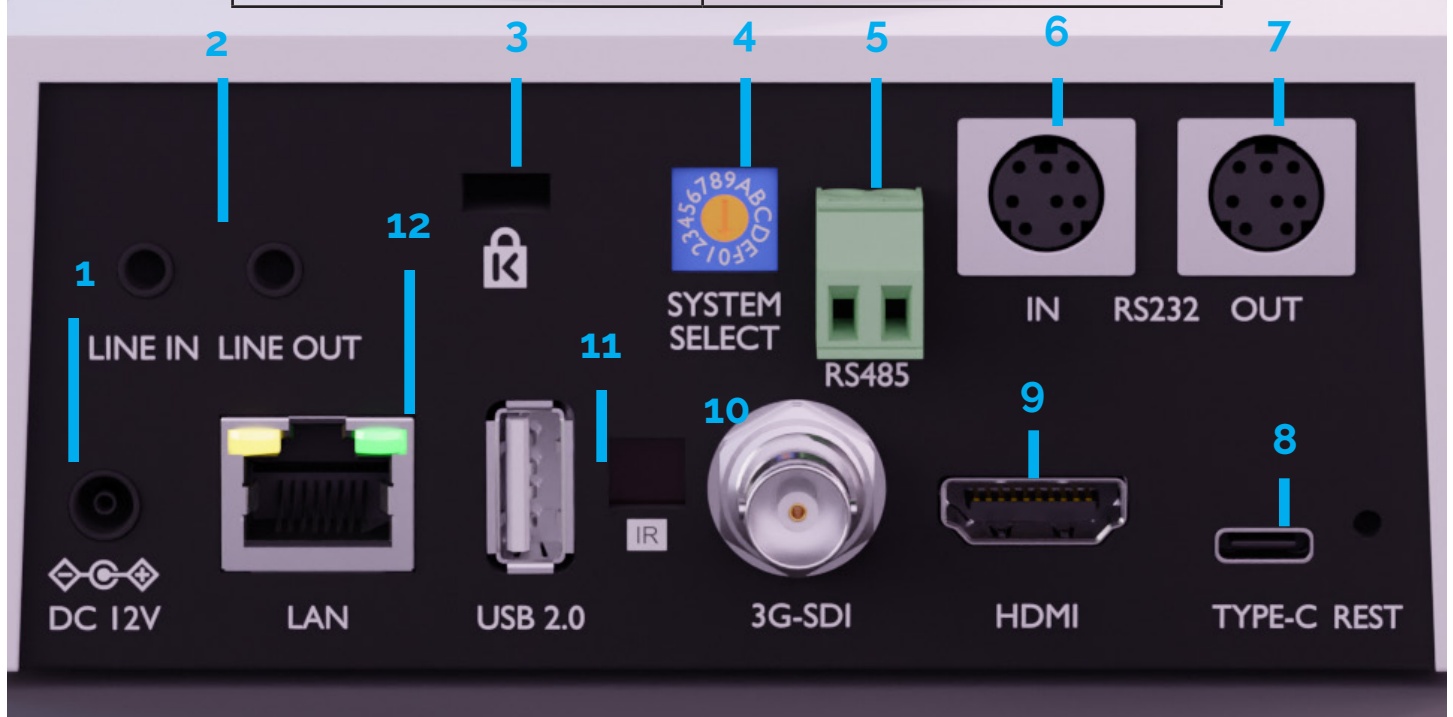 2
3
4
5
6
7
12
1
LINE IN
LINE OUT
K
456789ABCDEF0123
SYSTEM
SELECT
RS485
IN
RS232
OUT
11
10
9
8
IR
DC 12V
LAN
USB 2.0
3G-SDI
HDMI
TYPE-C
REST